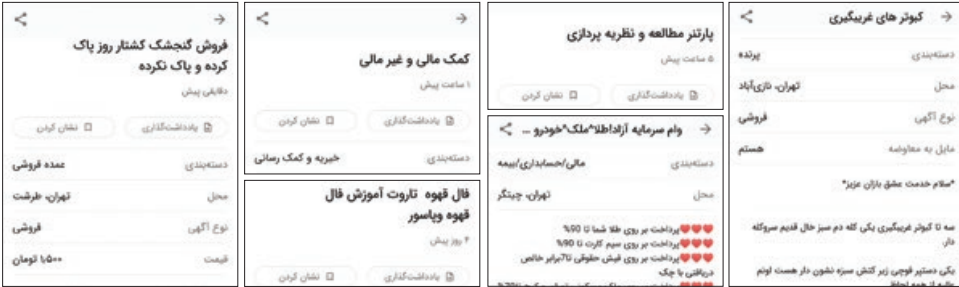 کبوتر های غریبگیری
دسته‌بندی پرنده
محل تهران، نازی‌آباد
نوع آگهی فروشی
مایل به معاوضه هستم
*سلام خدمت عشق بازان عزیز*
سه تا کبوتر غریبگیری یکی کله دم سبز خال قدیم سروکله
دار.
یکی دستپر قوچی زیر کتش سبزه نشون دار هست اونم
پارتنر مطالعه و نظریه پردازی
۵ ساعت پیش
یادداشت‌گذاری نشان کردن
وام سرمایه آزاد|طلا*ملک*خودرو ...
دسته‌بندی مالی/حسابداری/بیمه
محل تهران، چیتگر
❤️❤️❤️پرداخت بر روی طلا شما تا 90%
❤️❤️❤️پرداخت بر روی سیم کارت تا 90%
❤️❤️❤️پرداخت بر روی فیش حقوقی تا7برابر خالص
دریافتی با چک
کمک مالی و غیر مالی
۱ ساعت پیش
یادداشت‌گذاری نشان کردن
دسته‌بندی خیریه و کمک رسانی
فال قهوه تاروت آموزش فال
قهوه وپاسور
۲ روز پیش
یادداشت‌گذاری نشان کردن
فروش گنجشک کشتار روز پاک
کرده و پاک نکرده
دقایقی پیش
یادداشت‌گذاری نشان کردن
دسته‌بندی عمده فروشی
محل تهران، طرشت
نوع آگهی فروشی
قیمت ۱٫۵۰۰ تومان